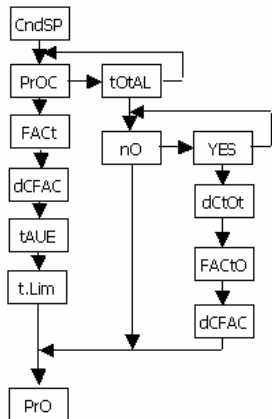 CndSP
PrOC
tOtAL
FACt
nO
YES
dCFAC
dCtOt
tAUE
FACtO
t.Lim
dCFAC
PrO